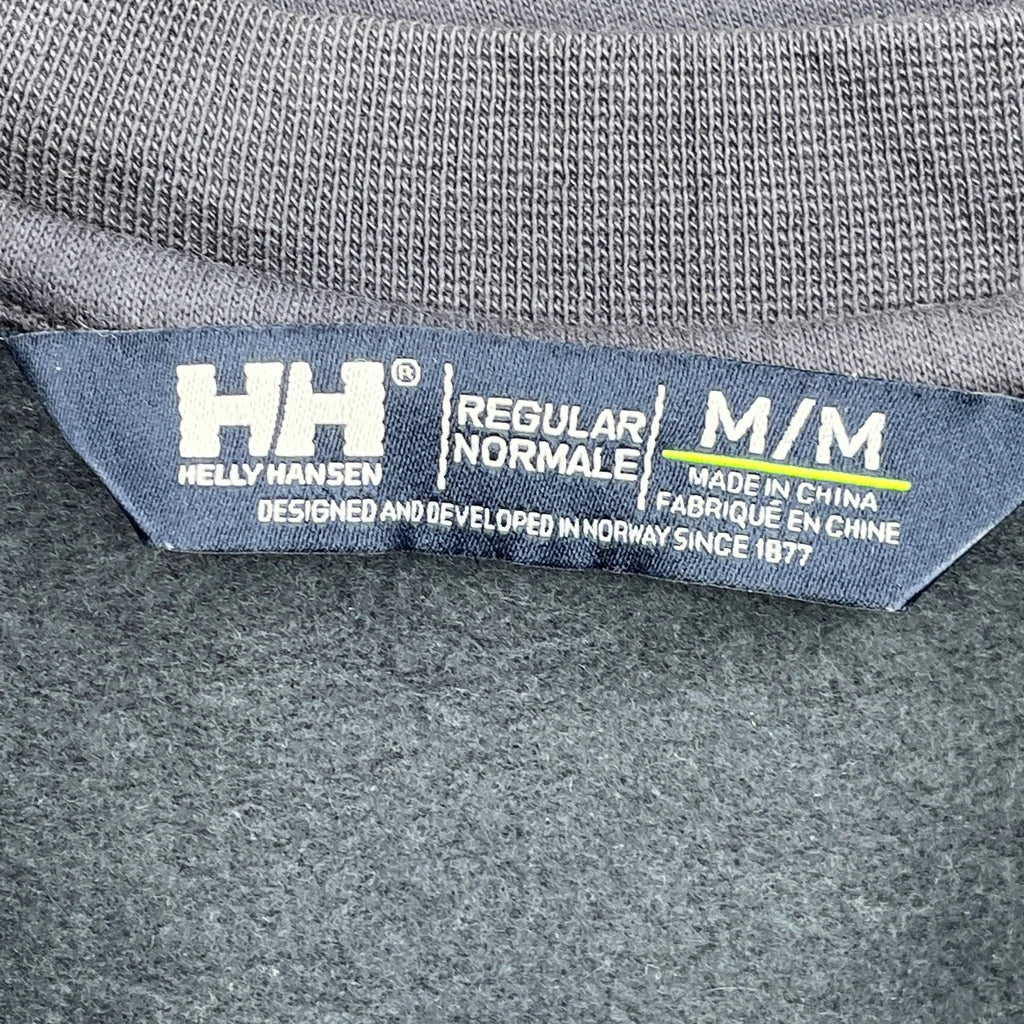 HH®
HELLY HANSEN
REGULAR
NORMALE
M/M
MADE IN CHINA
FABRIQUÉ EN CHINE
DESIGNED AND DEVELOPED IN NORWAY SINCE 1877